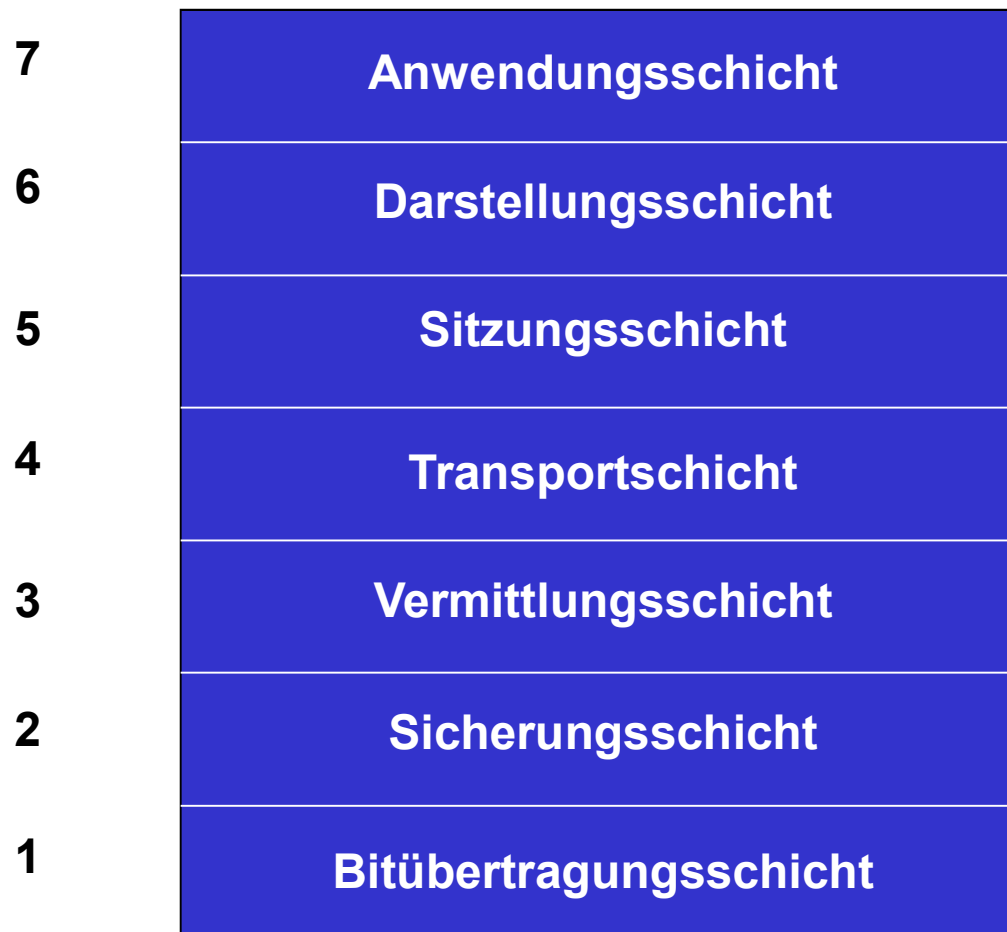 7 Anwendungsschicht
6 Darstellungsschicht
5 Sitzungsschicht
4 Transportschicht
3 Vermittlungsschicht
2 Sicherungsschicht
1 Bitübertragungsschicht